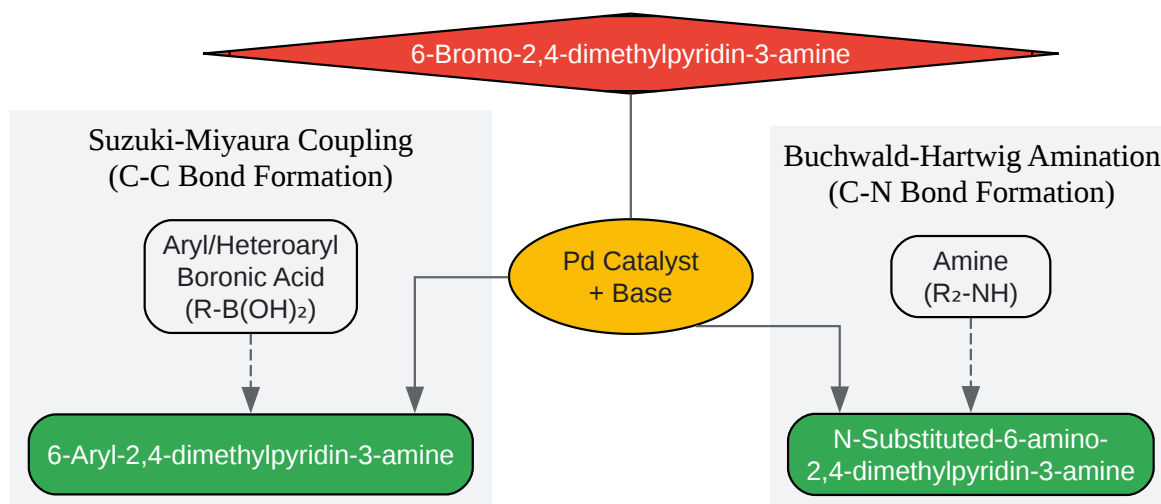 6-Bromo-2,4-dimethylpyridin-3-amine
Suzuki-Miyaura Coupling
(C-C Bond Formation)
Aryl/Heteroaryl
Boronic Acid
(R-B(OH)₂)
6-Aryl-2,4-dimethylpyridin-3-amine
Pd Catalyst
+ Base
Buchwald-Hartwig Amination
(C-N Bond Formation)
Amine
(R₂-NH)
N-Substituted-6-amino-
2,4-dimethylpyridin-3-amine